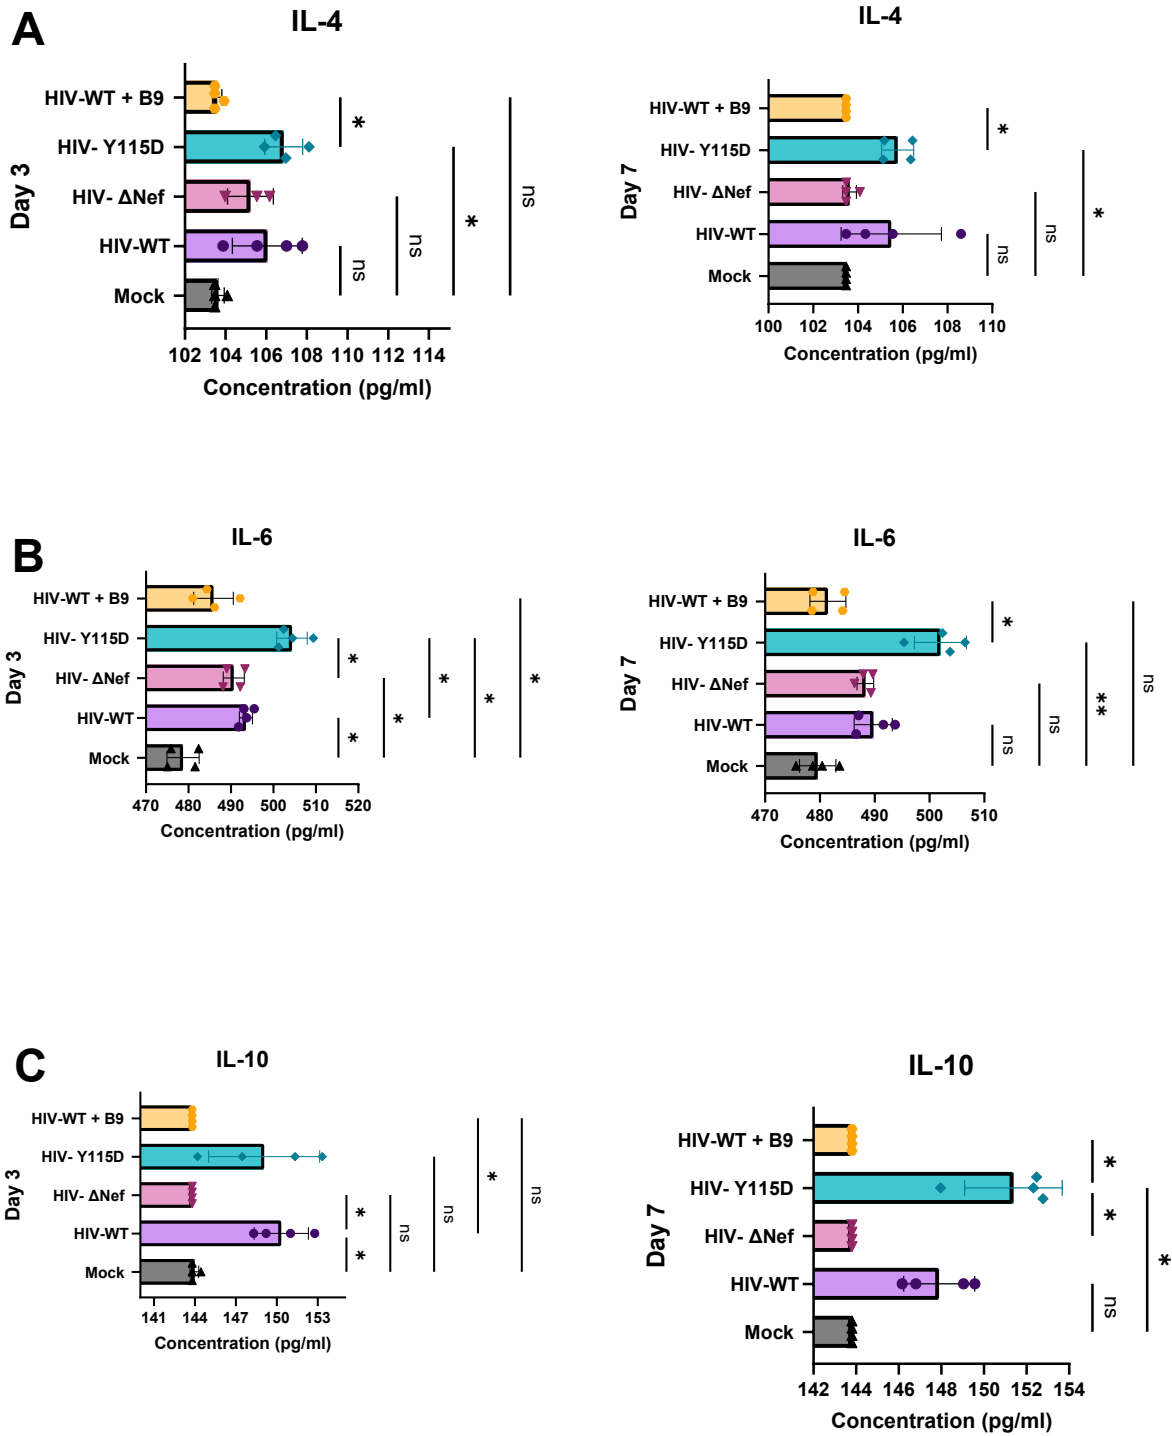 A
IL-4
Day 3
HIV-WT + B9
HIV- Y115D
HIV- ΔNef
HIV-WT
Mock
*
ns
ns
*
ns
102 104 106 108 110 112 114
Concentration (pg/ml)
IL-4
Day 7
HIV-WT + B9
HIV- Y115D
HIV- ΔNef
HIV-WT
Mock
*
ns
ns
*
100 102 104 106 108 110
Concentration (pg/ml)
B
IL-6
Day 3
HIV-WT + B9
HIV- Y115D
HIV- ΔNef
HIV-WT
Mock
*
*
*
*
*
*
470 480 490 500 510 520
Concentration (pg/ml)
IL-6
Day 7
HIV-WT + B9
HIV- Y115D
HIV- ΔNef
HIV-WT
Mock
*
ns
ns
**
ns
470 480 490 500 510
Concentration (pg/ml)
C
IL-10
Day 3
HIV-WT + B9
HIV- Y115D
HIV- ΔNef
HIV-WT
Mock
*
*
ns
ns
*
ns
141 144 147 150 153
Concentration (pg/ml)
IL-10
Day 7
HIV-WT + B9
HIV- Y115D
HIV- ΔNef
HIV-WT
Mock
*
*
ns
*
142 144 146 148 150 152 154
Concentration (pg/ml)